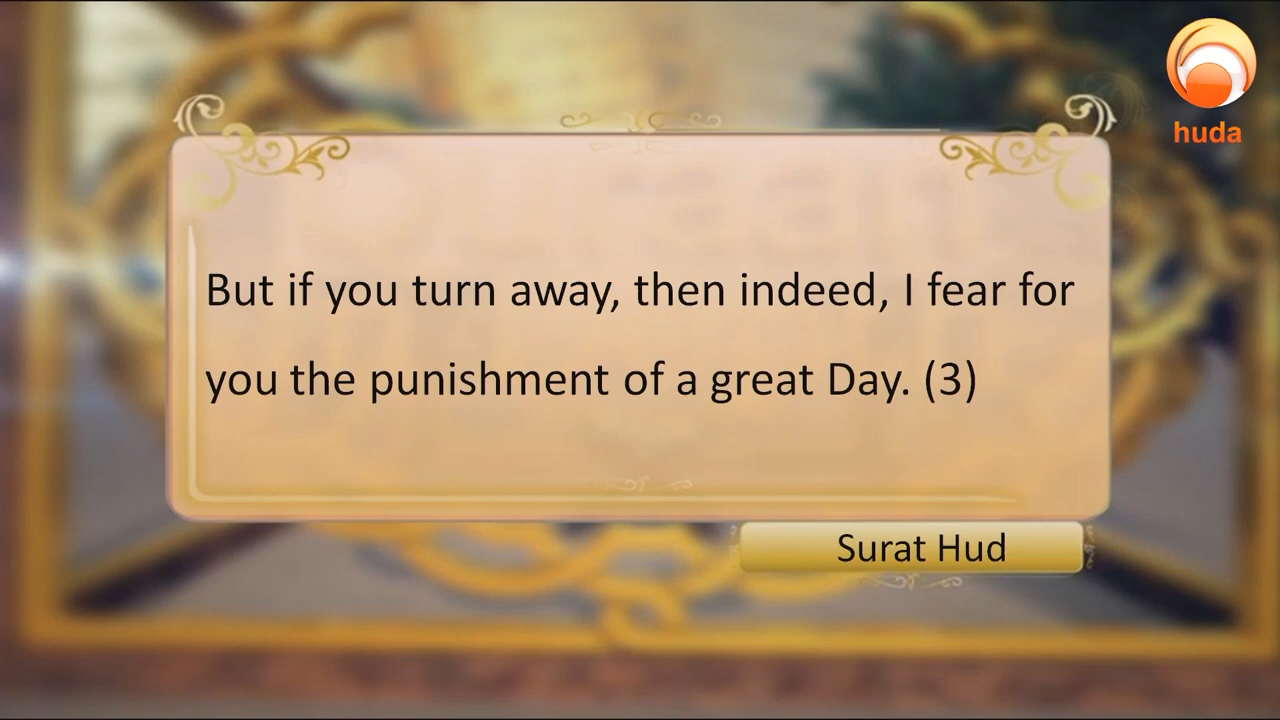 huda
But if you turn away, then indeed, I fear for
you the punishment of a great Day. (3)
Surat Hud